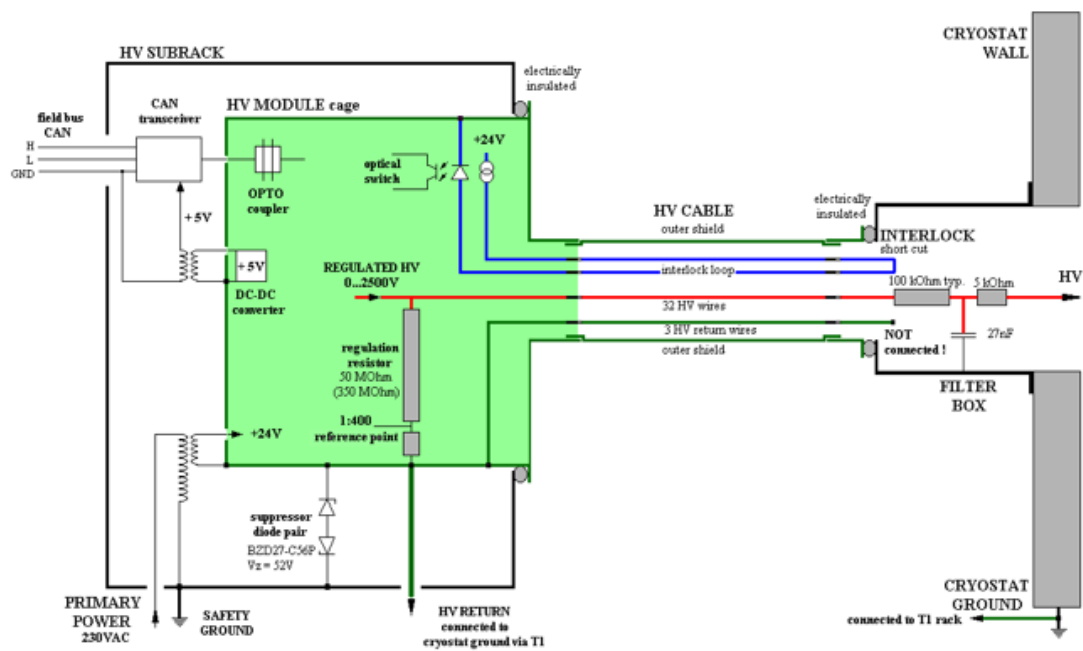 CRYOSTAT
WALL
HV SUBRACK
electrically
insulated
HV MODULE cage
CAN
transceiver
field bus
CAN
H
L
GND
+24V
optical
switch
OPTO
coupler
+5V
+5V
DC-DC
converter
electrically
insulated
HV CABLE
outer shield
INTERLOCK
short cut
interlock loop
REGULATED HV
0...2500V
100 kOhm typ.
5 kOhm
HV
32 HV wires
3 HV return wires
outer shield
NOT
connected !
27nF
FILTER
BOX
regulation
resistor
50 MOhm
(350 MOhm)
1:400
reference point
+24V
suppressor
diode pair
BZD27-C56P
Vz = 52V
PRIMARY
POWER
230VAC
SAFETY
GROUND
HV RETURN
connected to
cryostat ground via T1
CRYOSTAT
GROUND
connected to T1 rack